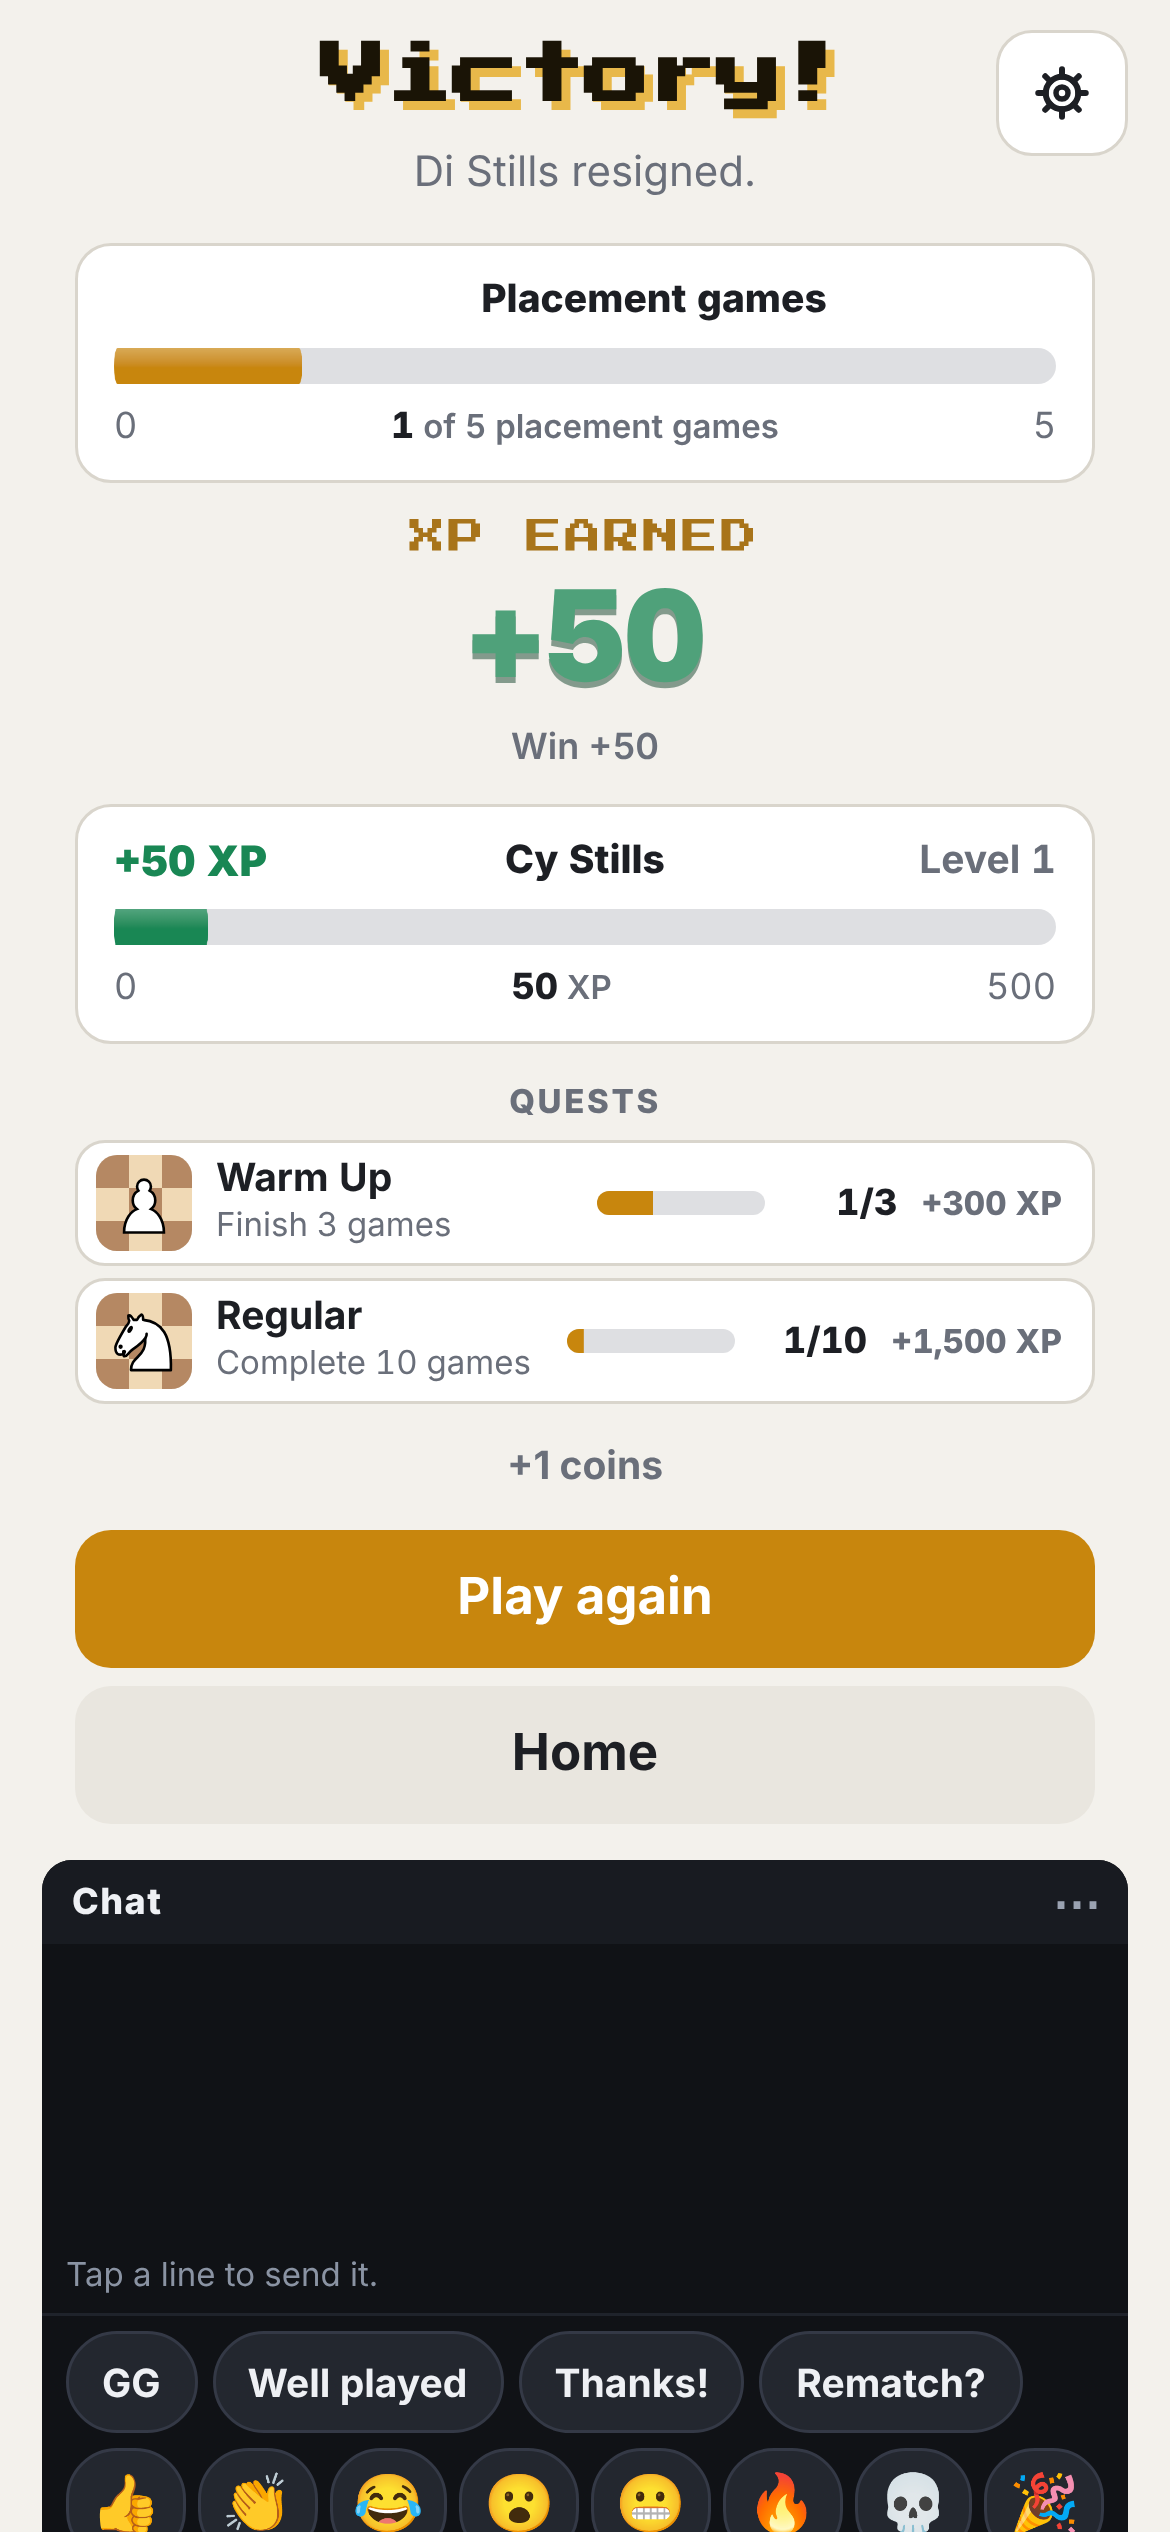 Victory!
Di Stills resigned.
Placement games
0 1 of 5 placement games 5
XP EARNED
+50
Win +50
+50 XP Cy Stills Level 1
0 50 XP 500
QUESTS
Warm Up
Finish 3 games
1/3 +300 XP
Regular
Complete 10 games
1/10 +1,500 XP
+1 coins
Play again
Home
Chat ...
Tap a line to send it.
GG Well played Thanks! Rematch?